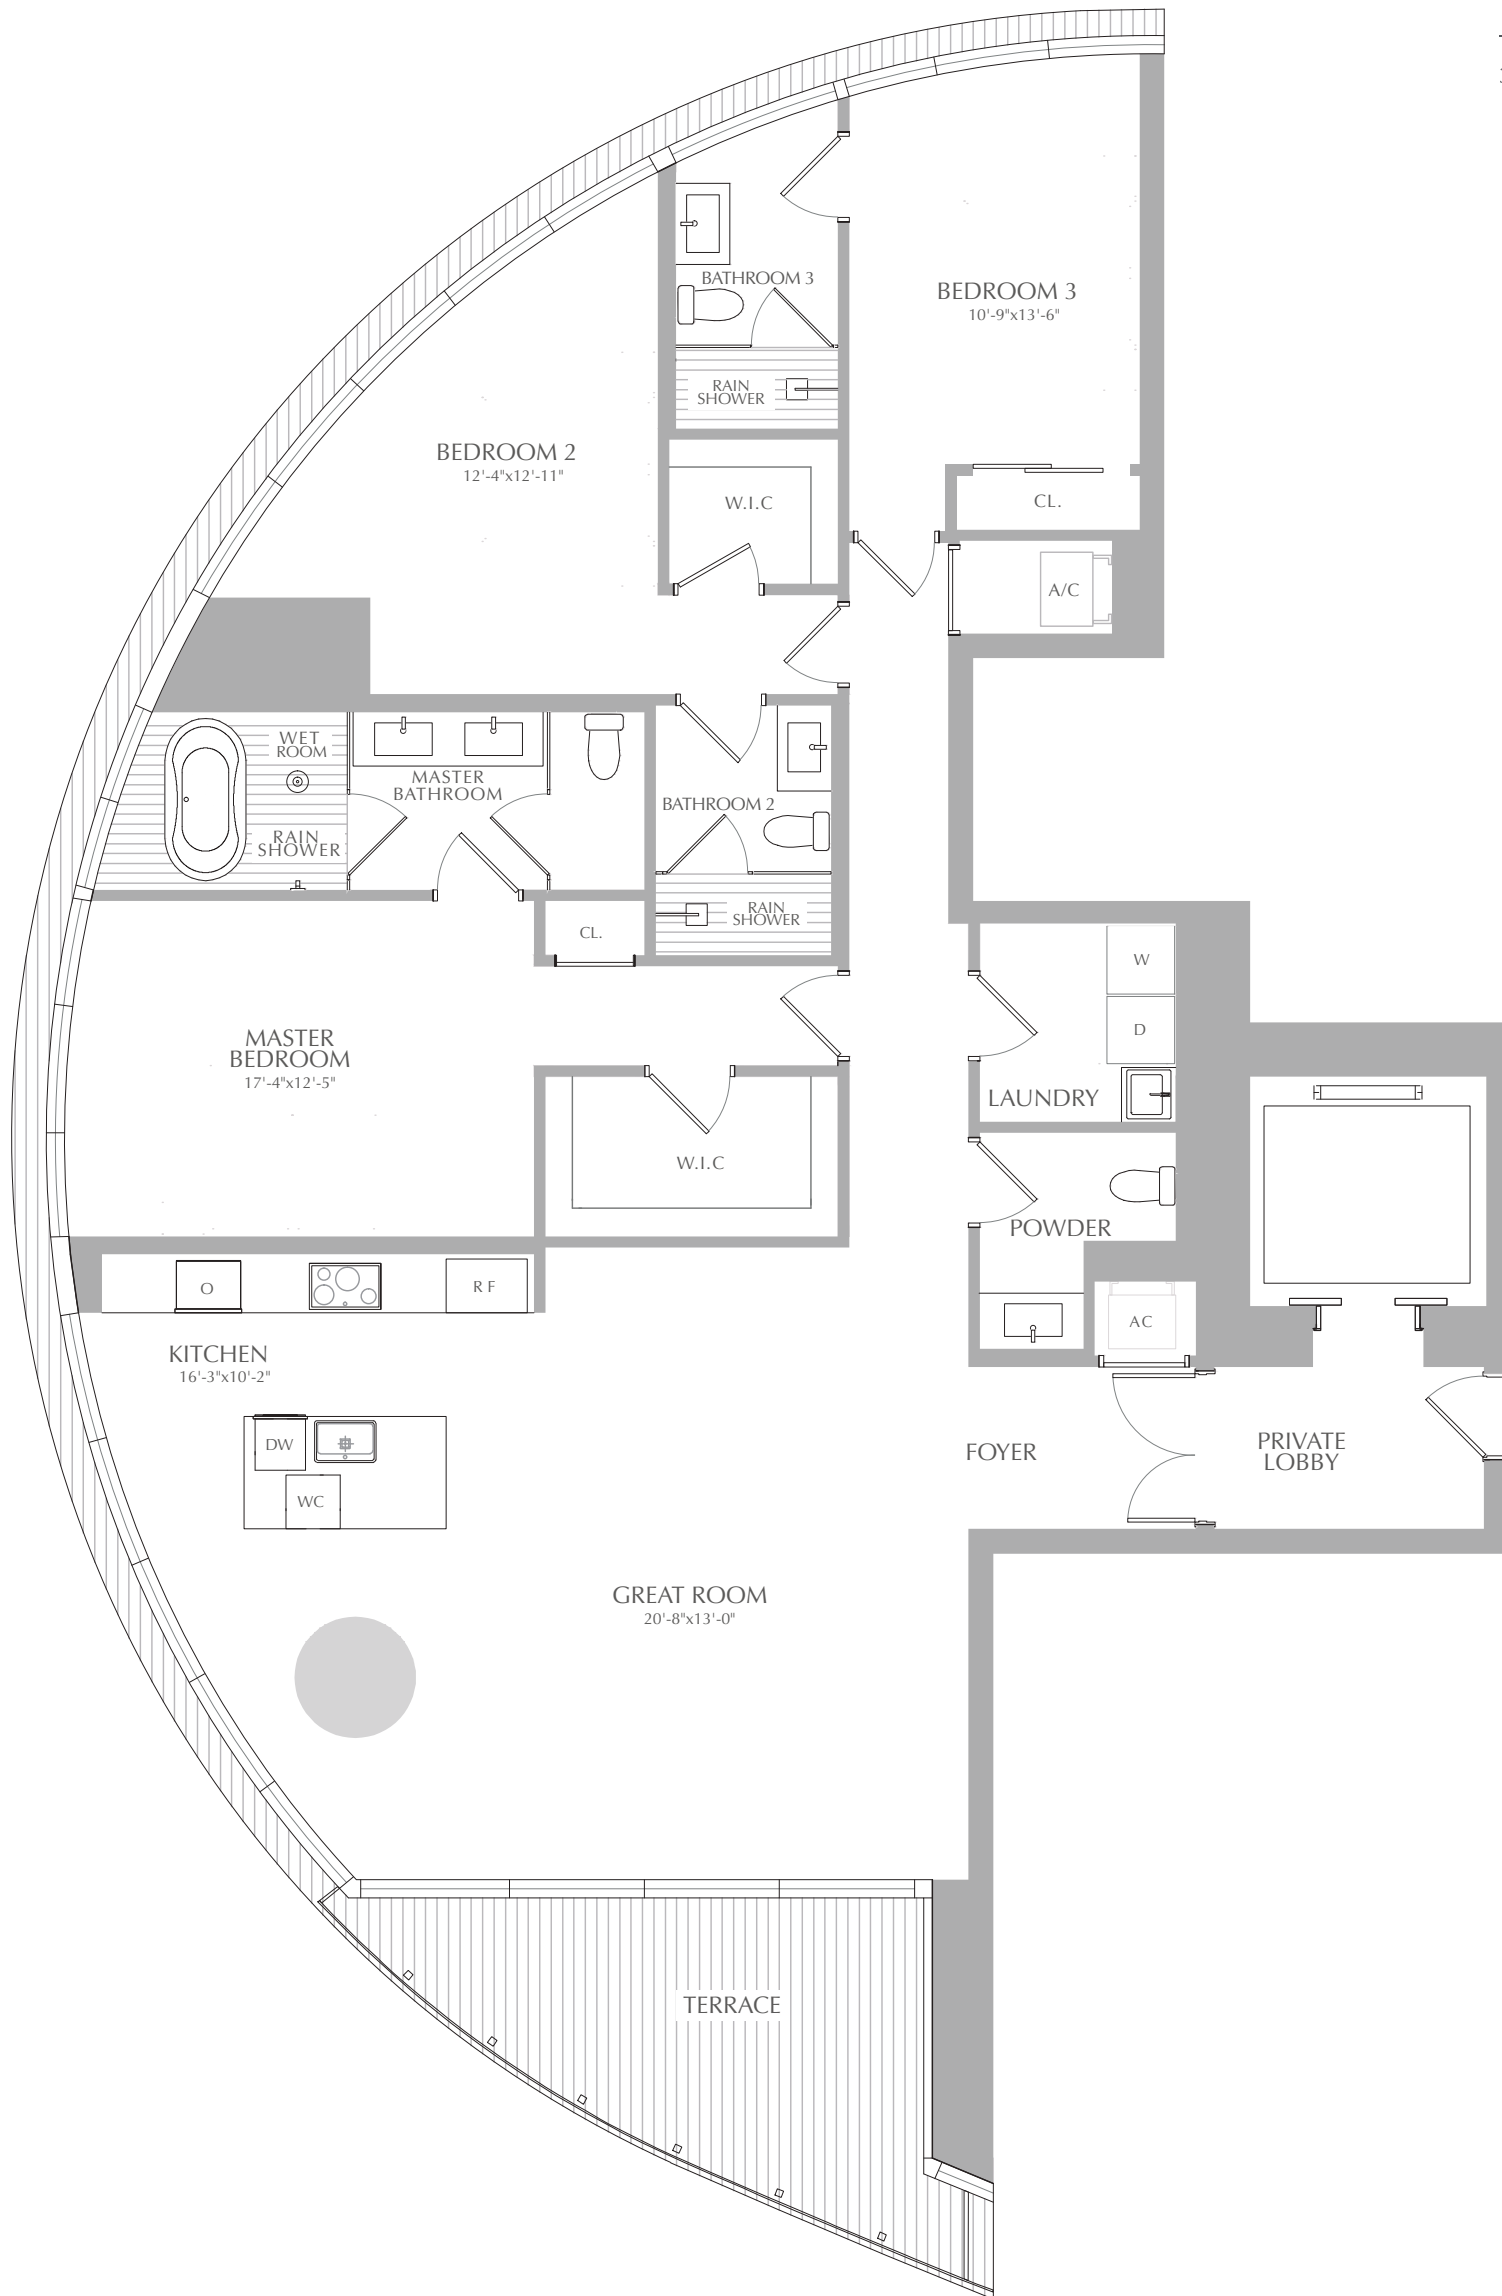 BATHROOM 3
BEDROOM 3
10'-9"x13'-6"
RAIN
SHOWER
BEDROOM 2
12'-4"x12'-11"
W.I.C
CL.
A/C
WET
ROOM
MASTER
BATHROOM
BATHROOM 2
RAIN
SHOWER
RAIN
SHOWER
CL.
W
D
MASTER
BEDROOM
17'-4"x12'-5"
LAUNDRY
W.I.C
POWDER
O
RF
AC
KITCHEN
16'-3"x10'-2"
DW
WC
FOYER
PRIVATE
LOBBY
GREAT ROOM
20'-8"x13'-0"
TERRACE